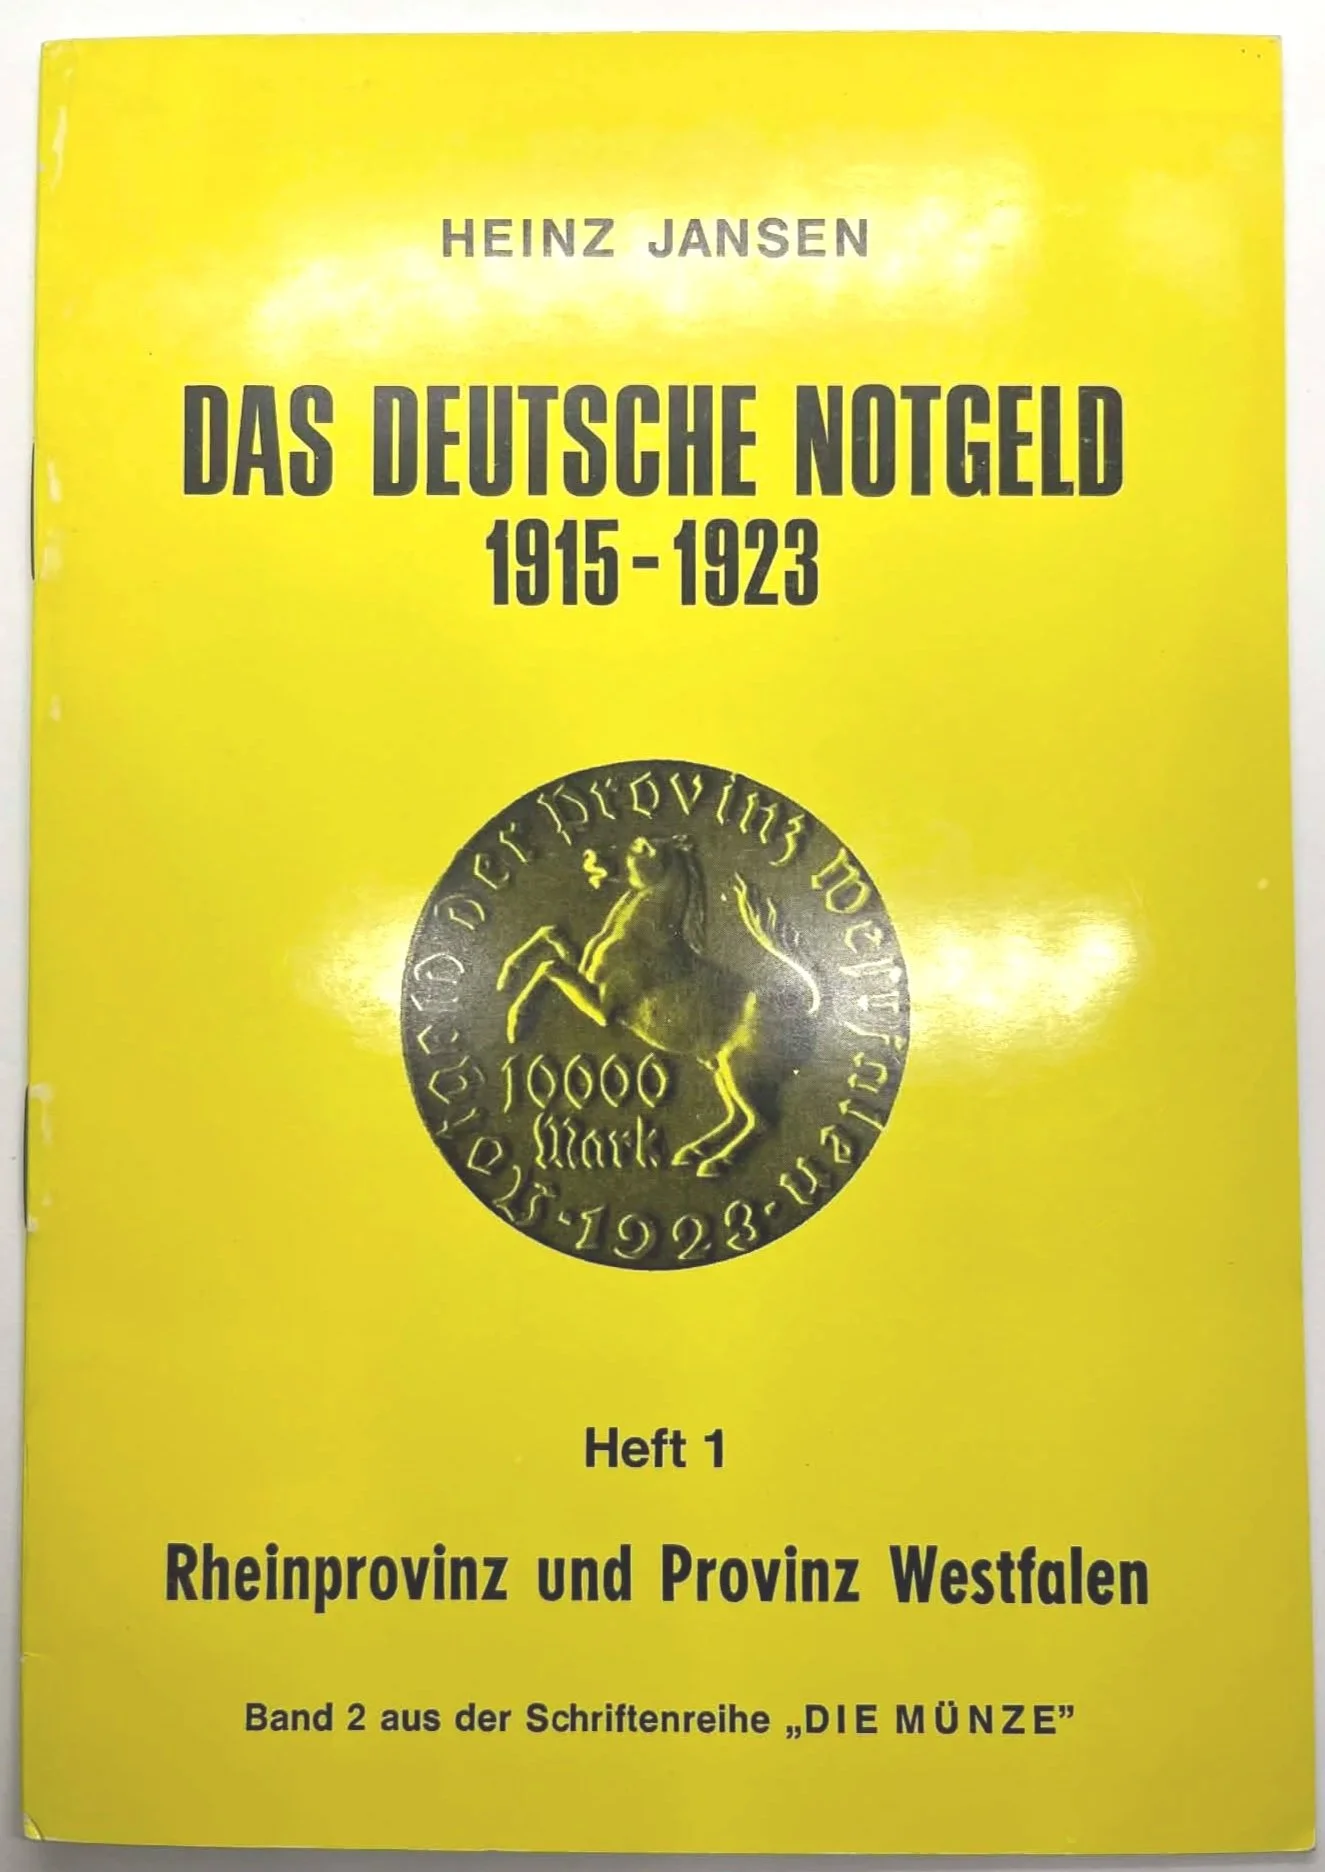 HEINZ JANSEN
DAS DEUTSCHE NOTGELD
1915-1923
Notgeld der Provinz Westfalen
10000
Mark
·1923·
Heft 1
Rheinprovinz und Provinz Westfalen
Band 2 aus der Schriftenreihe „DIE MÜNZE”